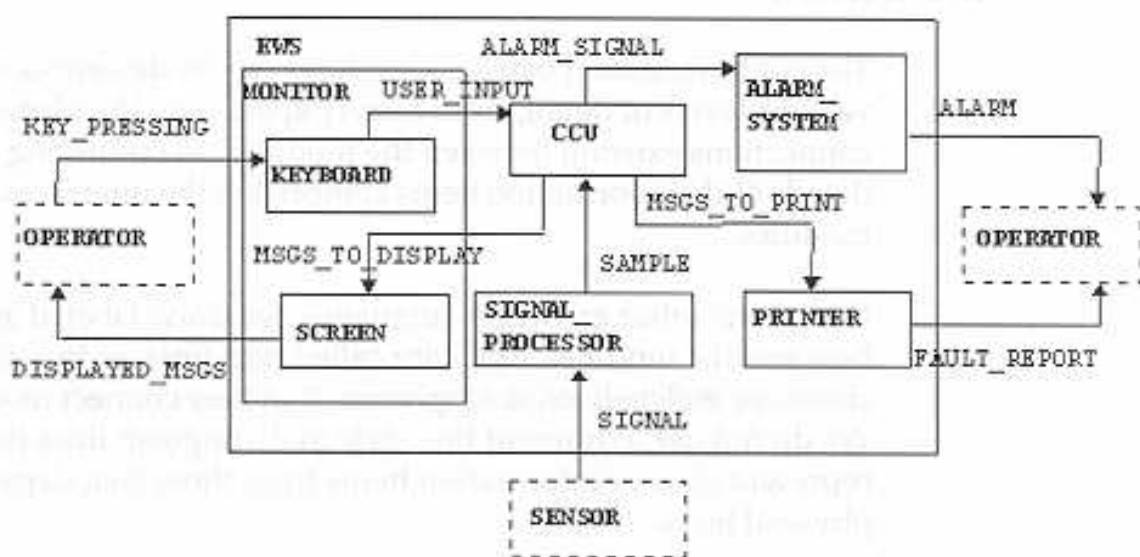 EWS
ALARM_SIGNAL
MONITOR
USER_INPUT
ALARM_
SYSTEM
ALARM
KEY_PRESSING
CCU
KEYBOARD
MSGS_TO_PRINT
OPERATOR
OPERATOR
MSGS_TO_DISPLAY
SAMPLE
SCREEN
SIGNAL_
PROCESSOR
PRINTER
DISPLAYED_MSGS
FAULT_REPORT
SIGNAL
SENSOR